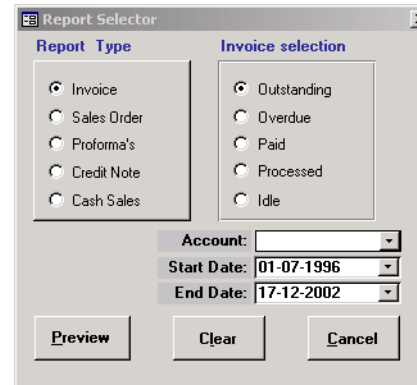 Report Selector
Report Type Invoice selection
Invoice Outstanding
Sales Order Overdue
Proforma's Paid
Credit Note Processed
Cash Sales Idle
Account:
Start Date: 01-07-1996
End Date: 17-12-2002
Preview Clear Cancel